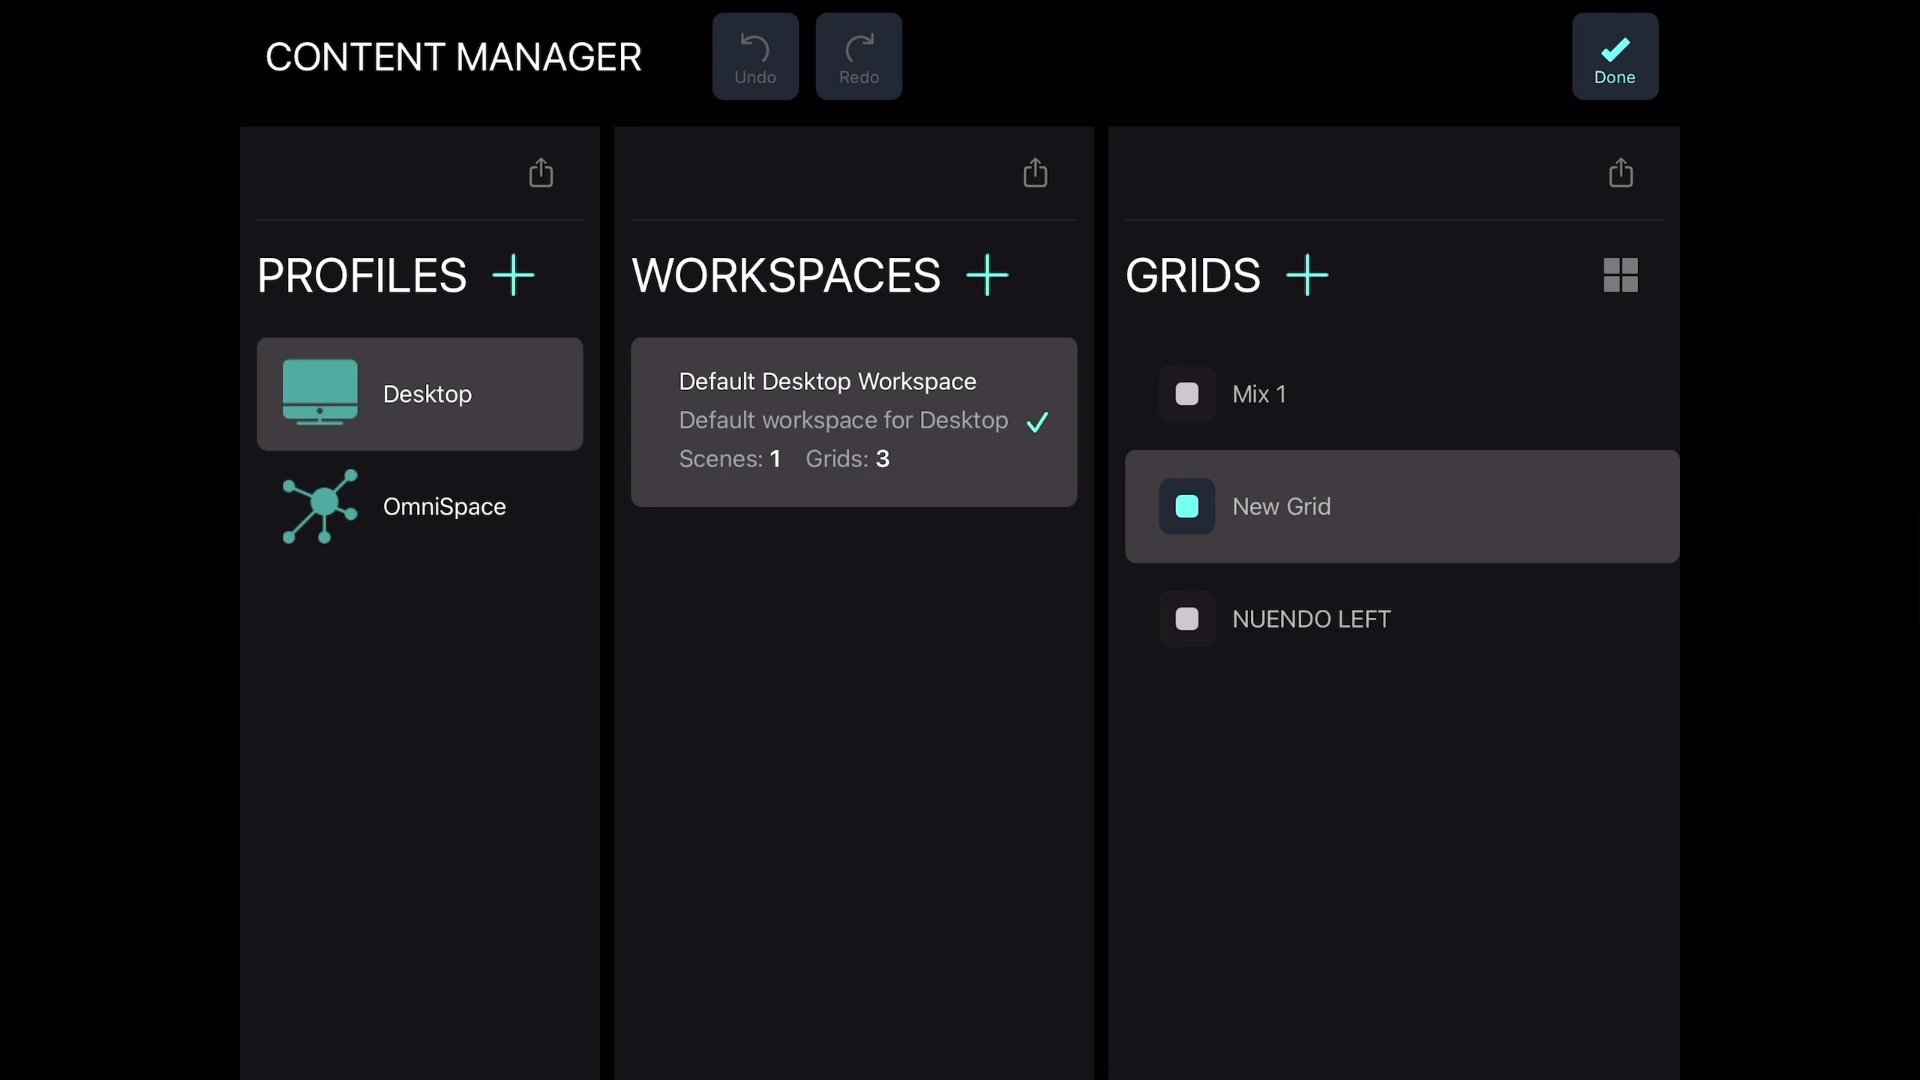 CONTENT MANAGER
Undo
Redo
Done
PROFILES
Desktop
OmniSpace
WORKSPACES
Default Desktop Workspace
Default workspace for Desktop
Scenes: 1 Grids: 3
GRIDS
Mix 1
New Grid
NUENDO LEFT